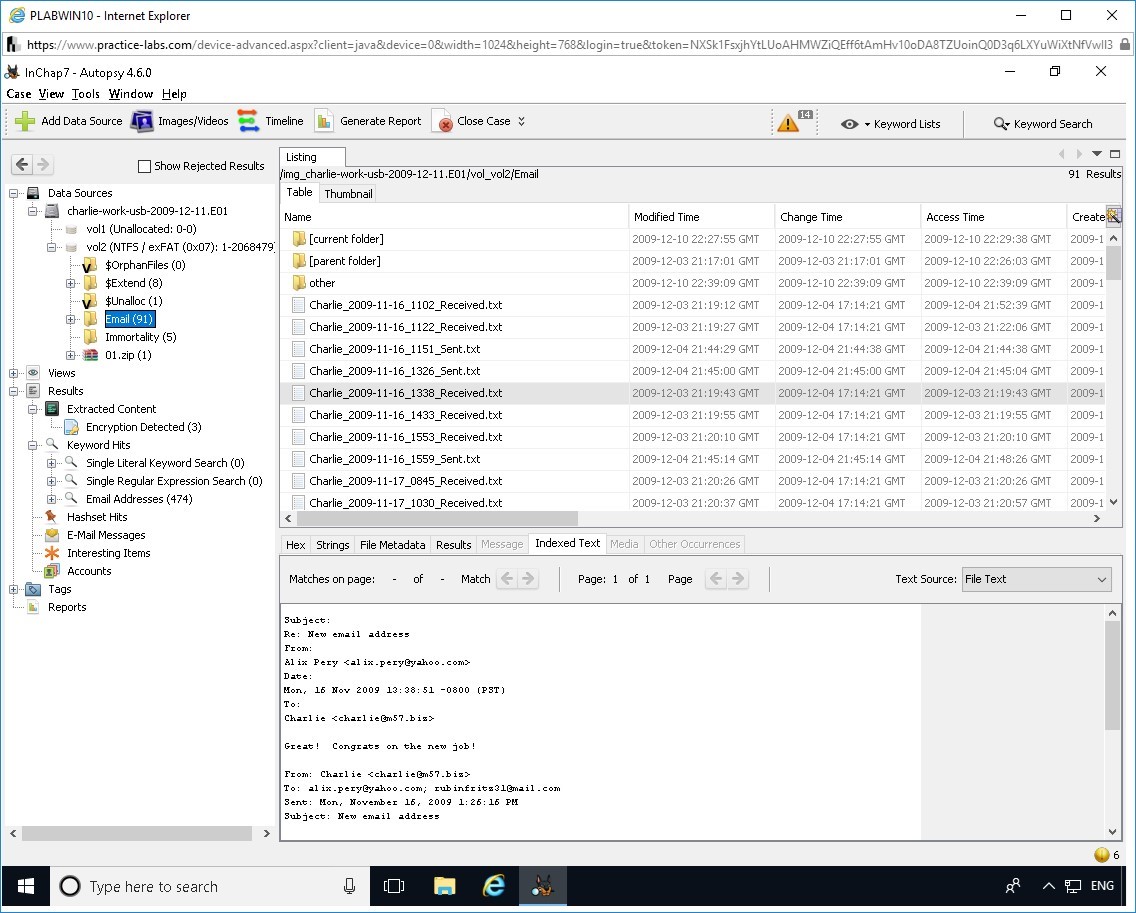 PLABWIN10 - Internet Explorer
https://www.practice-labs.com/device-advanced.aspx?client=java&device=0&width=1024&height=768&login=true&token=
InChap7 - Autopsy 4.6.0
Case View Tools Window Help
Add Data Source Images/Videos Timeline Generate Report Close Case 14 Keyword Lists Keyword Search
Show Rejected Results
Data Sources
charlie-work-usb-2009-12-11.E01
vol1 (Unallocated: 0-0)
vol2 (NTFS / exFAT (0x07): 1-2068479)
$OrphanFiles (0)
$Extend (8)
$Unalloc (1)
Email (91)
Immortality (5)
01.zip (1)
Views
Results
Extracted Content
Encryption Detected (3)
Keyword Hits
Single Literal Keyword Search (0)
Single Regular Expression Search (0)
Email Addresses (474)
Hashset Hits
E-Mail Messages
Interesting Items
Accounts
Tags
Reports
Listing
/img_charlie-work-usb-2009-12-11.E01/vol_vol2/Email 91 Results
Table Thumbnail
Name Modified Time Change Time Access Time Create
[current folder] 2009-12-10 22:27:55 GMT 2009-12-10 22:27:55 GMT 2009-12-10 22:29:38 GMT 2009-1
[parent folder] 2009-12-03 21:17:01 GMT 2009-12-03 21:17:01 GMT 2009-12-10 22:26:03 GMT 2009-1
other 2009-12-10 22:39:09 GMT 2009-12-10 22:39:09 GMT 2009-12-10 22:39:09 GMT 2009-1
Charlie_2009-11-16_1102_Received.txt 2009-12-03 21:19:12 GMT 2009-12-04 17:14:21 GMT 2009-12-04 21:52:39 GMT 2009-1
Charlie_2009-11-16_1122_Received.txt 2009-12-03 21:19:27 GMT 2009-12-04 17:14:21 GMT 2009-12-03 21:22:06 GMT 2009-1
Charlie_2009-11-16_1151_Sent.txt 2009-12-04 21:44:29 GMT 2009-12-04 21:44:38 GMT 2009-12-04 21:44:38 GMT 2009-1
Charlie_2009-11-16_1326_Sent.txt 2009-12-04 21:45:00 GMT 2009-12-04 21:45:00 GMT 2009-12-04 21:45:04 GMT 2009-1
Charlie_2009-11-16_1338_Received.txt 2009-12-03 21:19:43 GMT 2009-12-04 17:14:21 GMT 2009-12-03 21:19:43 GMT 2009-1
Charlie_2009-11-16_1433_Received.txt 2009-12-03 21:19:55 GMT 2009-12-04 17:14:21 GMT 2009-12-03 21:19:55 GMT 2009-1
Charlie_2009-11-16_1553_Received.txt 2009-12-03 21:20:10 GMT 2009-12-04 17:14:21 GMT 2009-12-03 21:20:10 GMT 2009-1
Charlie_2009-11-16_1559_Sent.txt 2009-12-04 21:45:14 GMT 2009-12-04 21:45:14 GMT 2009-12-04 21:48:26 GMT 2009-1
Charlie_2009-11-17_0845_Received.txt 2009-12-03 21:20:26 GMT 2009-12-04 17:14:21 GMT 2009-12-03 21:20:26 GMT 2009-1
Charlie_2009-11-17_1030_Received.txt 2009-12-03 21:20:37 GMT 2009-12-04 17:14:21 GMT 2009-12-03 21:20:57 GMT 2009-1
Hex Strings File Metadata Results Message Indexed Text Media Other Occurrences
Matches on page: - of - Match Page: 1 of 1 Page Text Source: File Text
Subject:
Re: New email address
From:
Alix Pery <alix.pery@yahoo.com>
Date:
Mon, 16 Nov 2009 13:38:51 -0800 (PST)
To:
Charlie <charlie@m57.biz>
Great! Congrats on the new job!
From: Charlie <charlie@m57.biz>
To: alix.pery@yahoo.com; rubinfritz31@mail.com
Sent: Mon, November 16, 2009 1:26:16 PM
Subject: New email address
6
Type here to search ENG